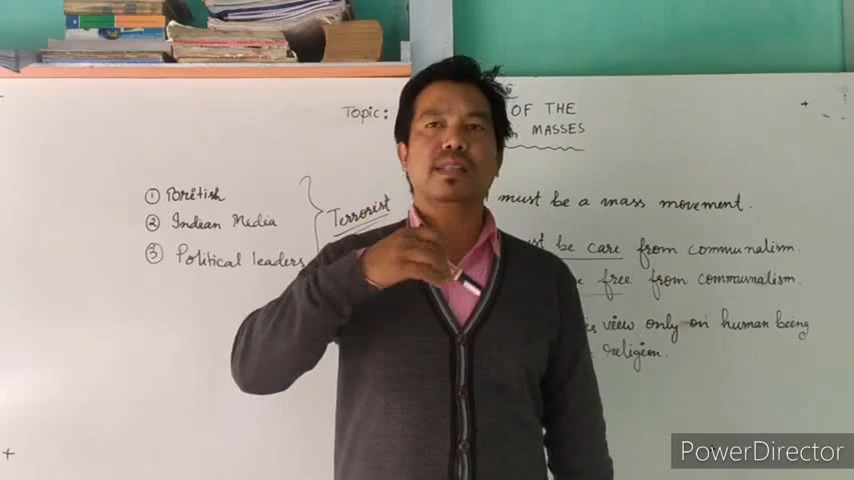 Topic: OF THE
MASSES
① British
② Indian Media
③ Political leaders
Terrorist
must be a mass movement.
be care from communalism.
free from communalism.
view only on human being
religion.
PowerDirector